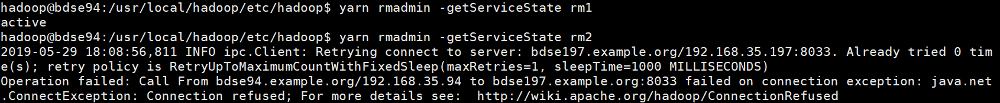 hadoop@bdse94:/usr/local/hadoop/etc/hadoop$ yarn rmadmin -getServiceState rm1
active
hadoop@bdse94:/usr/local/hadoop/etc/hadoop$ yarn rmadmin -getServiceState rm2
2019-05-29 18:08:56,811 INFO ipc.Client: Retrying connect to server: bdse197.example.org/192.168.35.197:8033. Already tried 0 tim
e(s); retry policy is RetryUpToMaximumCountWithFixedSleep(maxRetries=1, sleepTime=1000 MILLISECONDS)
Operation failed: Call From bdse94.example.org/192.168.35.94 to bdse197.example.org:8033 failed on connection exception: java.net
.ConnectException: Connection refused; For more details see:  http://wiki.apache.org/hadoop/ConnectionRefused